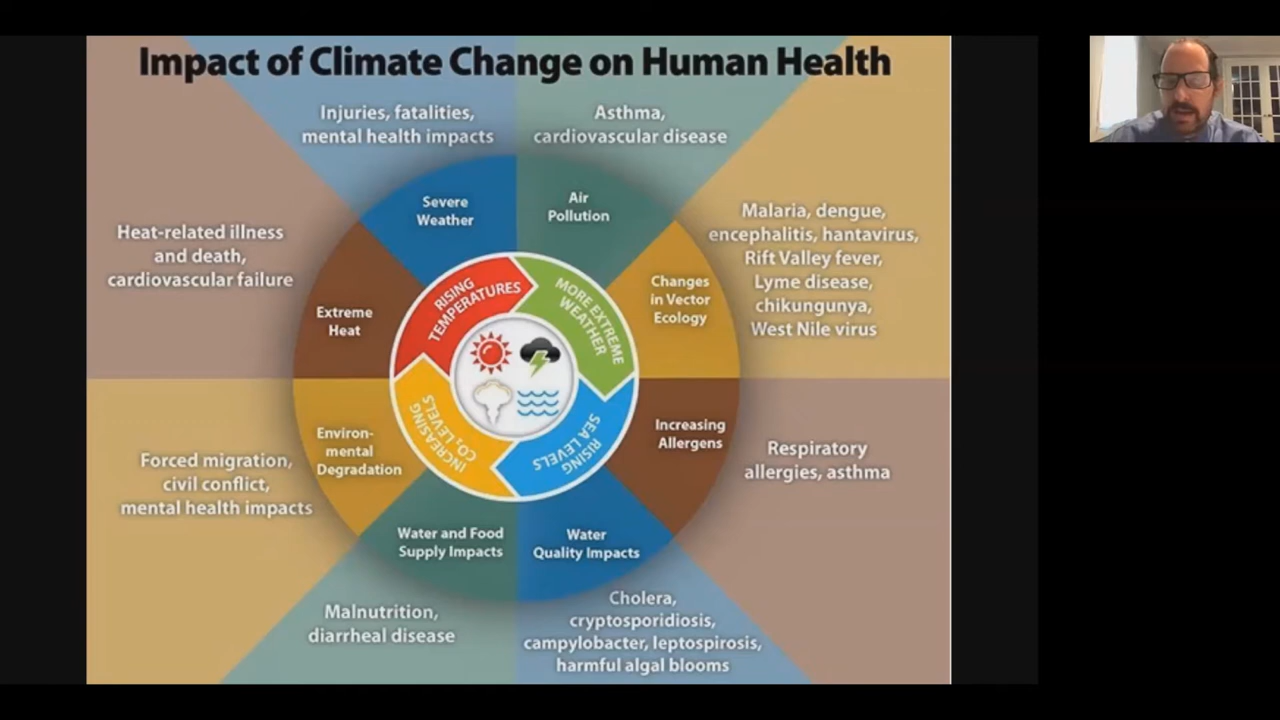 Impact of Climate Change on Human Health
Injuries, fatalities,
mental health impacts
Asthma,
cardiovascular disease
Severe
Weather
Air
Pollution
Heat-related illness
and death,
cardiovascular failure
Extreme
Heat
Changes
in Vector
Ecology
Malaria, dengue,
encephalitis, hantavirus,
Rift Valley fever,
Lyme disease,
chikungunya,
West Nile virus
RISING
TEMPERATURES
MORE EXTREME
WEATHER
INCREASING
CO₂ LEVELS
RISING
SEA LEVELS
Forced migration,
civil conflict,
mental health impacts
Environ-
mental
Degradation
Increasing
Allergens
Respiratory
allergies, asthma
Water and Food
Supply Impacts
Water
Quality Impacts
Malnutrition,
diarrheal disease
Cholera,
cryptosporidiosis,
campylobacter, leptospirosis,
harmful algal blooms